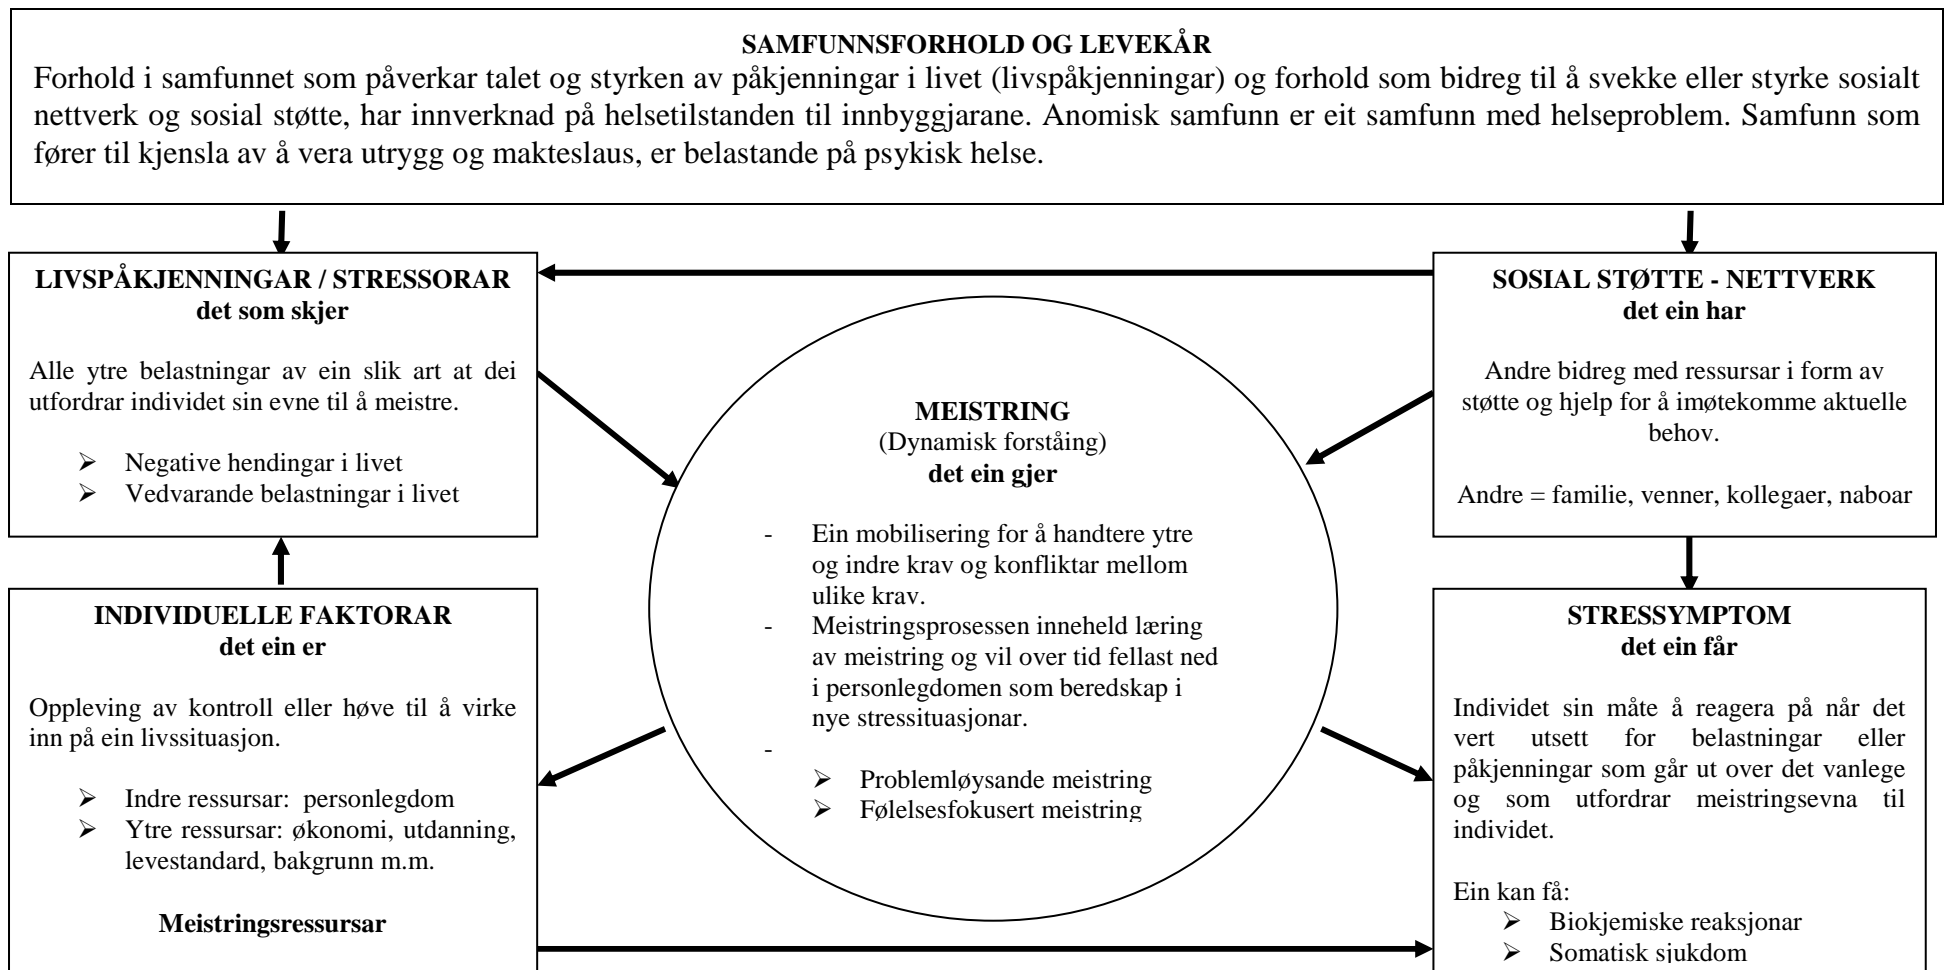 SAMFUNNSFORHOLD OG LEVEKÅR
Forhold i samfunnet som påverkar talet og styrken av påkjenningar i livet (livspåkjenningar) og forhold som bidreg til å svekke eller styrke sosialt
nettverk og sosial støtte, har innverknad på helsetilstanden til innbyggjarane. Anomisk samfunn er eit samfunn med helseproblem. Samfunn som
fører til kjensla av å vera utrygg og makteslaus, er belastande på psykisk helse.
LIVSPÅKJENNINGAR / STRESSORAR
det som skjer
Alle ytre belastningar av ein slik art at dei
utfordrar individet sin evne til å meistre.
➢ Negative hendingar i livet
➢ Vedvarande belastningar i livet
SOSIAL STØTTE - NETTVERK
det ein har
Andre bidreg med ressursar i form av
støtte og hjelp for å imøtekomme aktuelle
behov.
Andre = familie, venner, kollegaer, naboar
MEISTRING
(Dynamisk forståing)
det ein gjer
- Ein mobilisering for å handtere ytre
og indre krav og konfliktar mellom
ulike krav.
- Meistringsprosessen inneheld læring
av meistring og vil over tid fellast ned
i personlegdomen som beredskap i
nye stressituasjonar.
-
➢ Problemløysande meistring
➢ Følelsesfokusert meistring
INDIVIDUELLE FAKTORAR
det ein er
Oppleving av kontroll eller høve til å virke
inn på ein livssituasjon.
➢ Indre ressursar: personlegdom
➢ Ytre ressursar: økonomi, utdanning,
levestandard, bakgrunn m.m.
Meistringsressursar
STRESSYMPTOM
det ein får
Individet sin måte å reagera på når det
vert utsett for belastningar eller
påkjenningar som går ut over det vanlege
og som utfordrar meistringsevna til
individet.
Ein kan få:
➢ Biokjemiske reaksjonar
➢ Somatisk sjukdom